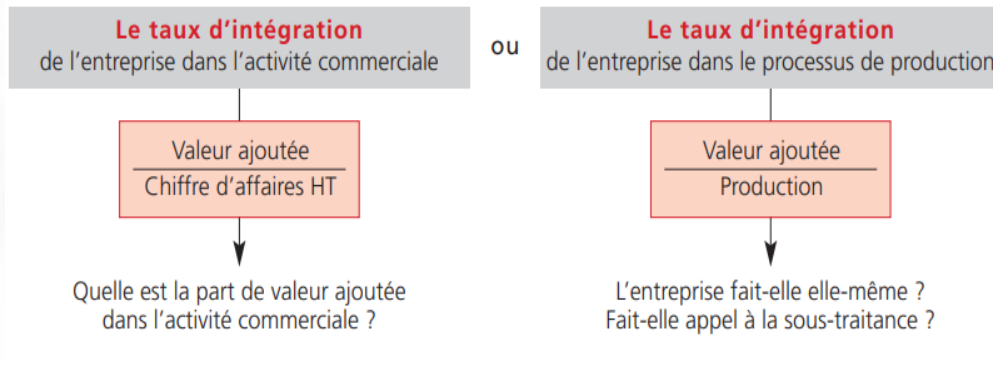 Le taux d'intégration
de l'entreprise dans l'activité commerciale
Valeur ajoutée
Chiffre d'affaires HT
Quelle est la part de valeur ajoutée
dans l'activité commerciale ?
ou
Le taux d'intégration
de l'entreprise dans le processus de production
Valeur ajoutée
Production
L'entreprise fait-elle elle-même ?
Fait-elle appel à la sous-traitance ?